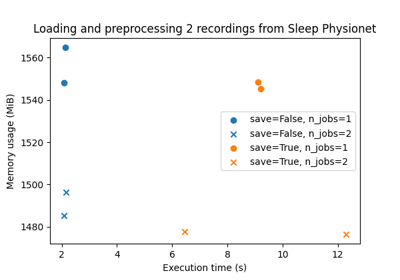 Loading and preprocessing 2 recordings from Sleep Physionet
1560
1540
1520
1500
1480
Memory usage (MiB)
save=False, n_jobs=1
save=False, n_jobs=2
save=True, n_jobs=1
save=True, n_jobs=2
2 4 6 8 10 12
Execution time (s)